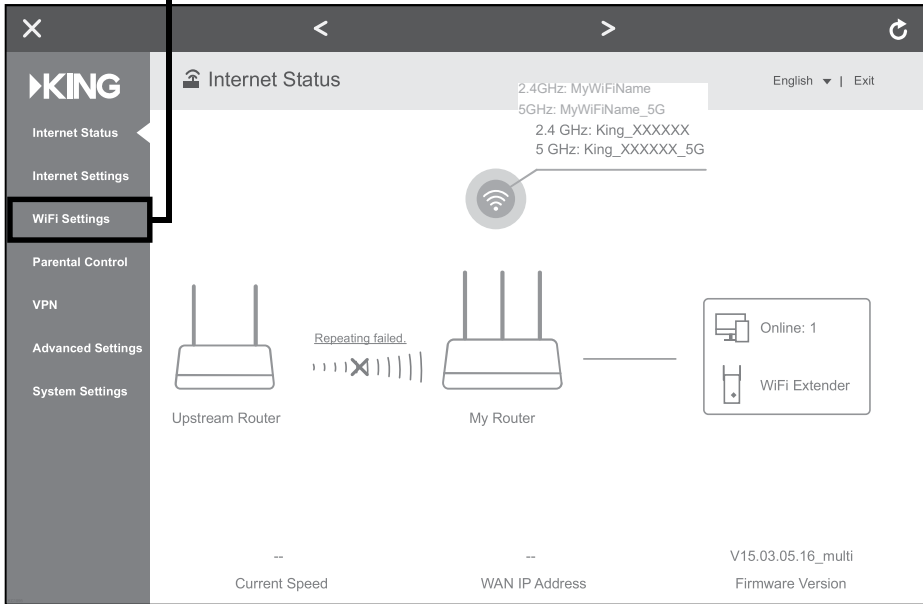 KING
Internet Status
English | Exit
2.4GHz: MyWiFiName
5GHz: MyWiFiName_5G
2.4 GHz: King_XXXXXX
5 GHz: King_XXXXXX_5G
Internet Status
Internet Settings
WiFi Settings
Parental Control
VPN
Advanced Settings
System Settings
Repeating failed.
Upstream Router
My Router
Online: 1
WiFi Extender
--
Current Speed
--
WAN IP Address
V15.03.05.16_multi
Firmware Version